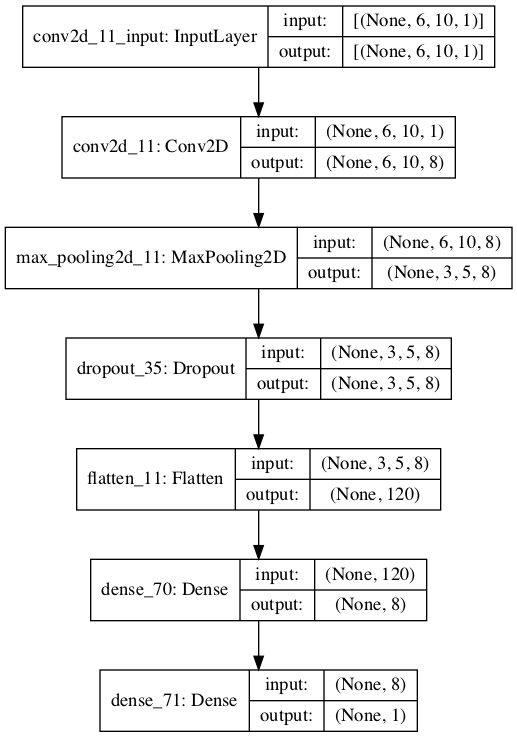 conv2d_11_input: InputLayer
input: [(None, 6, 10, 1)]
output: [(None, 6, 10, 1)]
conv2d_11: Conv2D
input: (None, 6, 10, 1)
output: (None, 6, 10, 8)
max_pooling2d_11: MaxPooling2D
input: (None, 6, 10, 8)
output: (None, 3, 5, 8)
dropout_35: Dropout
input: (None, 3, 5, 8)
output: (None, 3, 5, 8)
flatten_11: Flatten
input: (None, 3, 5, 8)
output: (None, 120)
dense_70: Dense
input: (None, 120)
output: (None, 8)
dense_71: Dense
input: (None, 8)
output: (None, 1)